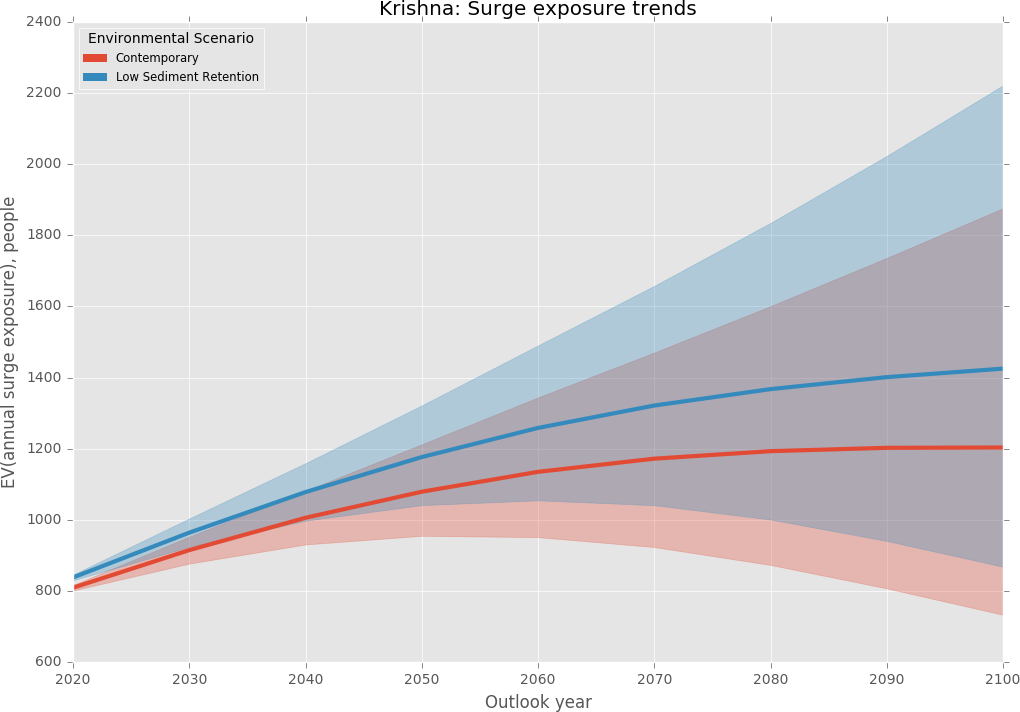 Krishna: Surge exposure trends
2400
2200
2000
1800
1600
1400
1200
1000
800
600
EV(annual surge exposure), people
Environmental Scenario
Contemporary
Low Sediment Retention
2020 2030 2040 2050 2060 2070 2080 2090 2100
Outlook year